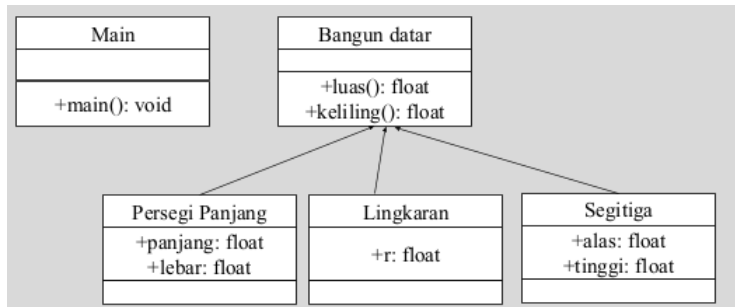 Main
+main(): void
Bangun datar
+luas(): float
+keliling(): float
Persegi Panjang
+panjang: float
+lebar: float
Lingkaran
+r: float
Segitiga
+alas: float
+tinggi: float